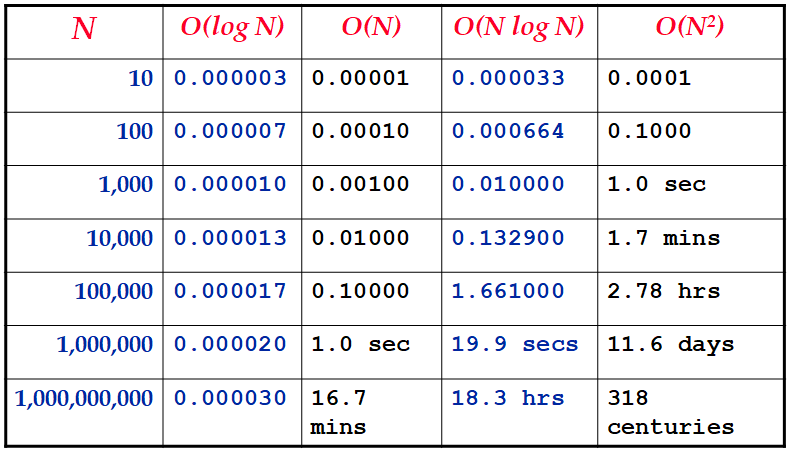 N O(log N) O(N) O(N log N) O(N²)
10 0.000003 0.00001 0.000033 0.0001
100 0.000007 0.00010 0.000664 0.1000
1,000 0.000010 0.00100 0.010000 1.0 sec
10,000 0.000013 0.01000 0.132900 1.7 mins
100,000 0.000017 0.10000 1.661000 2.78 hrs
1,000,000 0.000020 1.0 sec 19.9 secs 11.6 days
1,000,000,000 0.000030 16.7 18.3 hrs 318
mins centuries